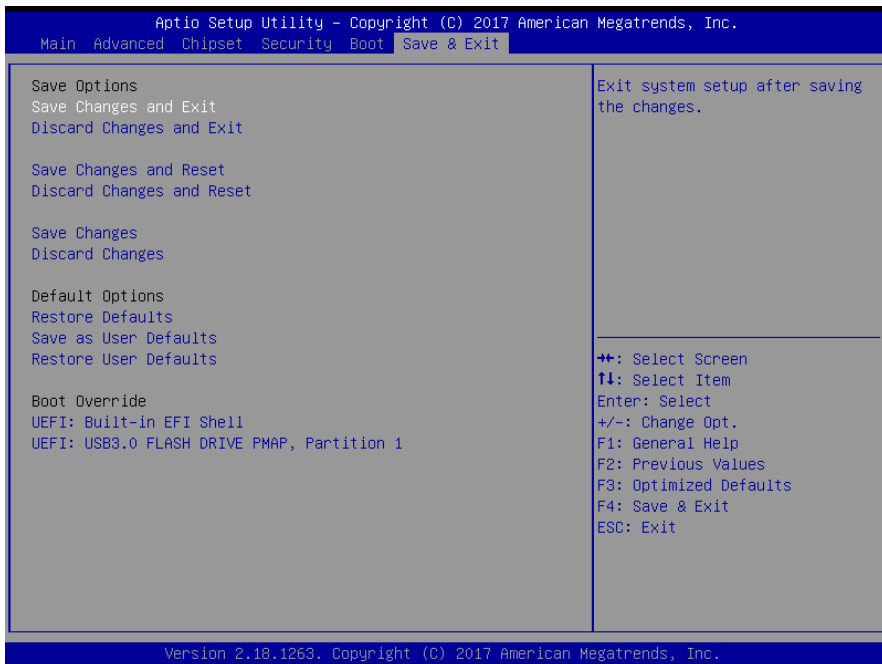 Aptio Setup Utility – Copyright (C) 2017 American Megatrends, Inc.
Main Advanced Chipset Security Boot Save & Exit
Save Options
Save Changes and Exit
Discard Changes and Exit
Save Changes and Reset
Discard Changes and Reset
Save Changes
Discard Changes
Default Options
Restore Defaults
Save as User Defaults
Restore User Defaults
Boot Override
UEFI: Built-in EFI Shell
UEFI: USB3.0 FLASH DRIVE PMAP, Partition 1
Exit system setup after saving
the changes.
→←: Select Screen
↑↓: Select Item
Enter: Select
+/-: Change Opt.
F1: General Help
F2: Previous Values
F3: Optimized Defaults
F4: Save & Exit
ESC: Exit
Version 2.18.1263. Copyright (C) 2017 American Megatrends, Inc.